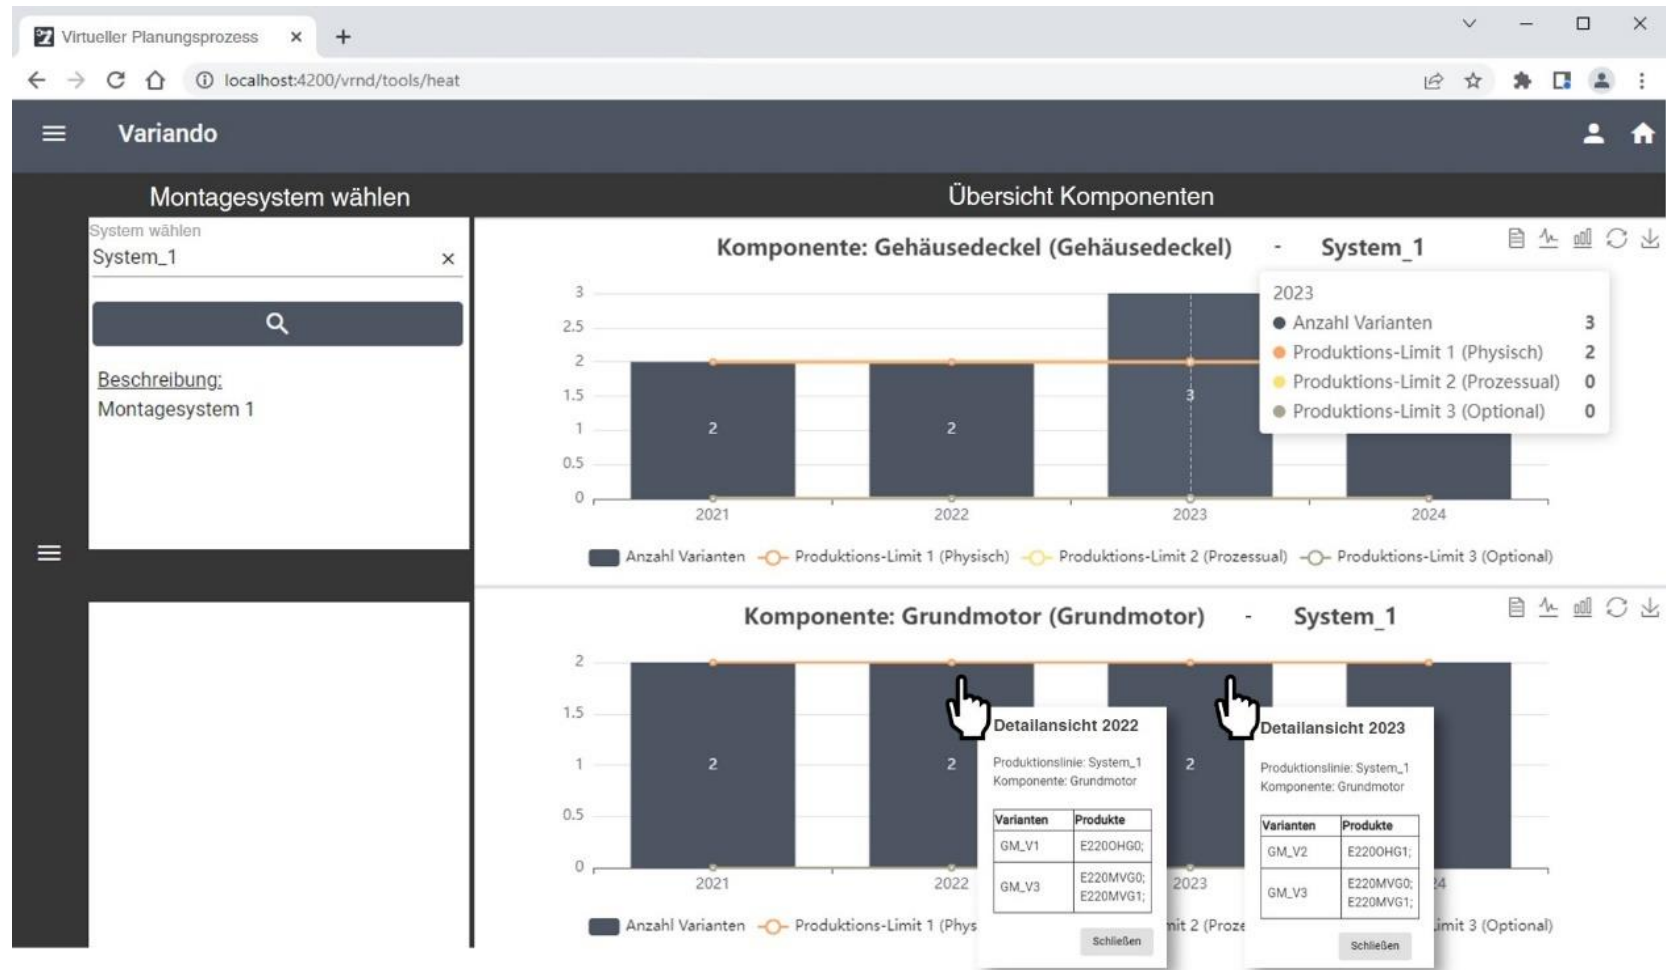 Virtueller Planungsprozess
localhost:4200/vrnd/tools/heat
Variando
Montagesystem wählen
Übersicht Komponenten
System wählen
System_1
Beschreibung:
Montagesystem 1
Komponente: Gehäusedeckel (Gehäusedeckel) - System_1
3
2.5
2
1.5
1
0.5
0
2
2
3
2021
2022
2023
2024
2023
Anzahl Varianten 3
Produktions-Limit 1 (Physisch) 2
Produktions-Limit 2 (Prozessual) 0
Produktions-Limit 3 (Optional) 0
Anzahl Varianten Produktions-Limit 1 (Physisch) Produktions-Limit 2 (Prozessual) Produktions-Limit 3 (Optional)
Komponente: Grundmotor (Grundmotor) - System_1
2
1.5
1
0.5
0
2
2
2
2021
2022
2023
24
Detailansicht 2022
Produktionslinie: System_1
Komponente: Grundmotor
Varianten Produkte
GM_V1 E220OHG0;
GM_V3 E220MVG0;
E220MVG1;
Schließen
Detailansicht 2023
Produktionslinie: System_1
Komponente: Grundmotor
Varianten Produkte
GM_V2 E220OHG1;
GM_V3 E220MVG0;
E220MVG1;
Schließen
Anzahl Varianten Produktions-Limit 1 (Phys mit 2 (Proze imit 3 (Optional)